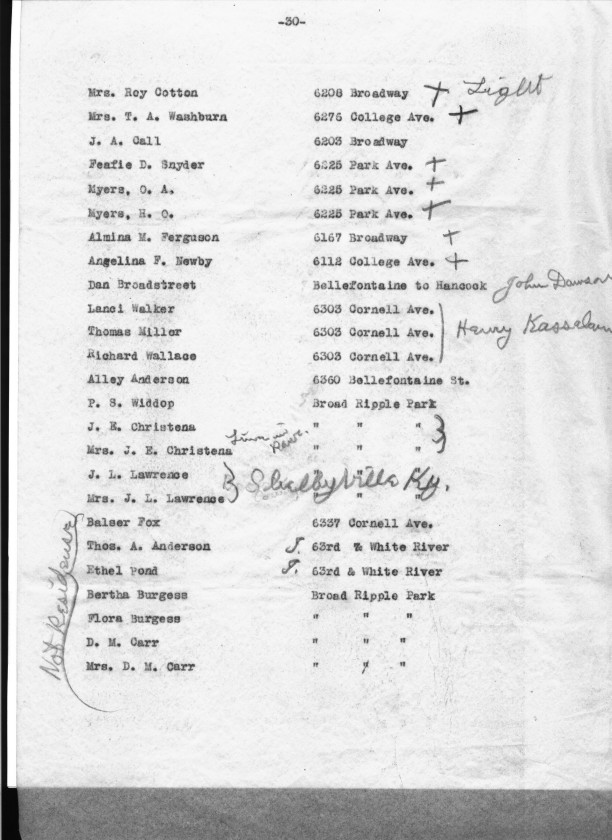 -30-
Mrs. Roy Cotton 6208 Broadway + Light
Mrs. T. A. Washburn 6276 College Ave. +
J. A. Call 6203 Broadway
Feafie D. Snyder 6225 Park Ave. +
Myers, O. A. 6225 Park Ave. +
Myers, H. O. 6225 Park Ave. +
Almina M. Ferguson 6167 Broadway +
Angelina F. Newby 6112 College Ave. +
Dan Broadstreet Bellefontaine to Hancock John Dawson
Lanci Walker 6303 Cornell Ave.
Thomas Miller 6303 Cornell Ave. Henry
Richard Wallace 6303 Cornell Ave.
Alley Anderson 6360 Bellefontaine St.
P. S. Widdop Broad Ripple Park
J. E. Christena " " "
Mrs. J. E. Christena " " "
J. L. Lawrence " " "
Shelbyville Ky.
Mrs. J. L. Lawrence " " "
Balser Fox 6337 Cornell Ave.
Thos. A. Anderson J. 63rd & White River
Ethel Pond J. 63rd & White River
Bertha Burgess Broad Ripple Park
Flora Burgess " " "
D. M. Carr " " "
Mrs. D. M. Carr " " "
Not Residense